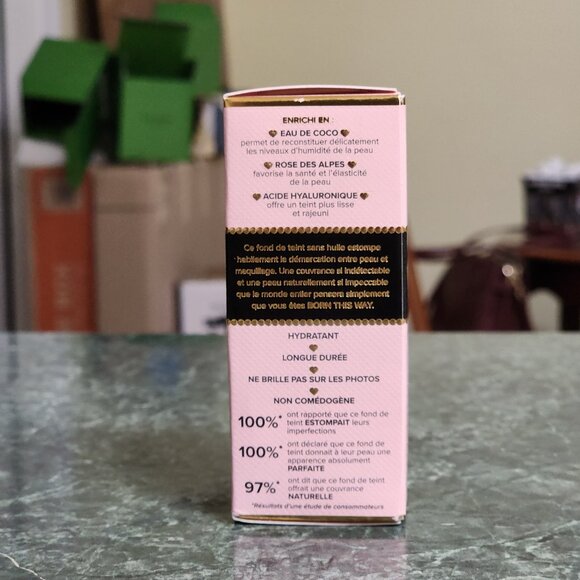 ENRICHI EN :
EAU DE COCO
permet de reconstituer délicatement
les niveaux d'humidité de la peau
ROSE DES ALPES
favorise la santé et l'élasticité
de la peau
ACIDE HYALURONIQUE
offre un teint plus lisse
et rajeuni
Ce fond de teint sans huile estompe
habilement la démarcation entre peau et
maquillage. Une couvrance si indétectable
et une peau naturellement si impeccable
que le monde entier pensera simplement
que vous êtes BORN THIS WAY.
HYDRATANT
LONGUE DURÉE
NE BRILLE PAS SUR LES PHOTOS
NON COMÉDOGÈNE
100%* ont rapporté que ce fond de
teint ESTOMPAIT leurs
imperfections
100%* ont déclaré que ce fond de
teint donnait à leur peau une
apparence absolument
PARFAITE
97%* ont dit que ce fond de teint
offrait une couvrance
NATURELLE
*Résultats d'une étude de consommateurs